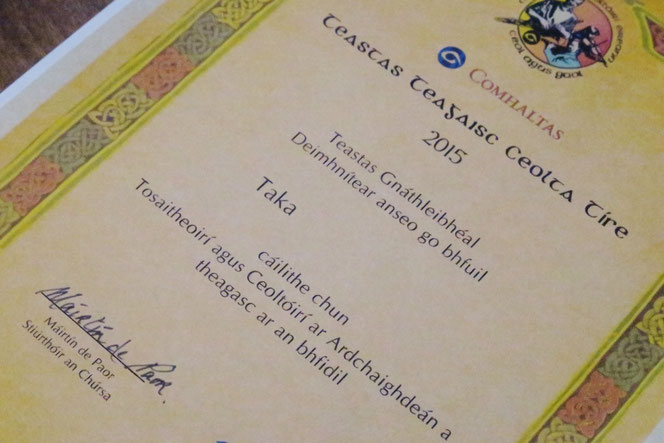 Teastas Teagaisc Ceolta Tíre
Comhaltas
2015
Teastas Gnáthleibhéal
Deimhnítear anseo go bhfuil
Taka
cáilithe chun
Tosaitheoirí agus Ceoltóirí ar Ardchaighdeán a
theagasc ar an bhfidil
Máirtín de Paor
Máirtín de Paor
Stiúrthóir an Chúrsa